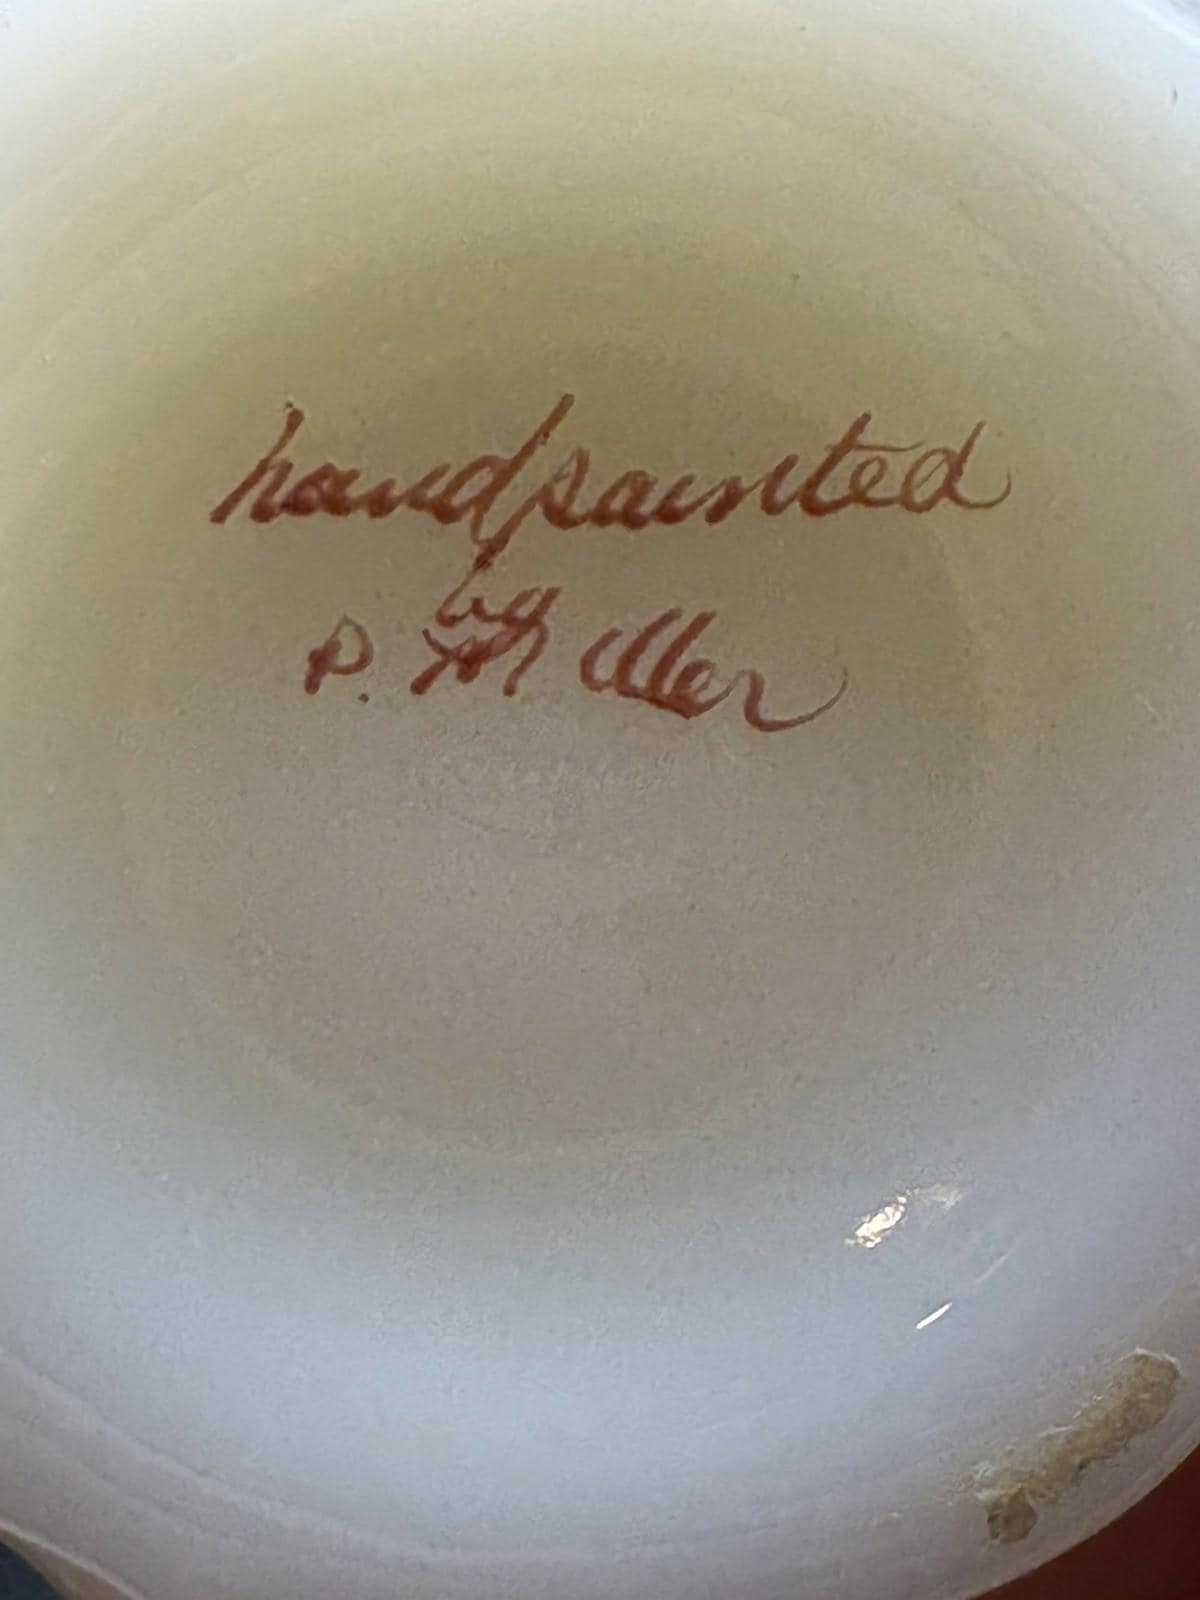 handpainted
by
P. Miller